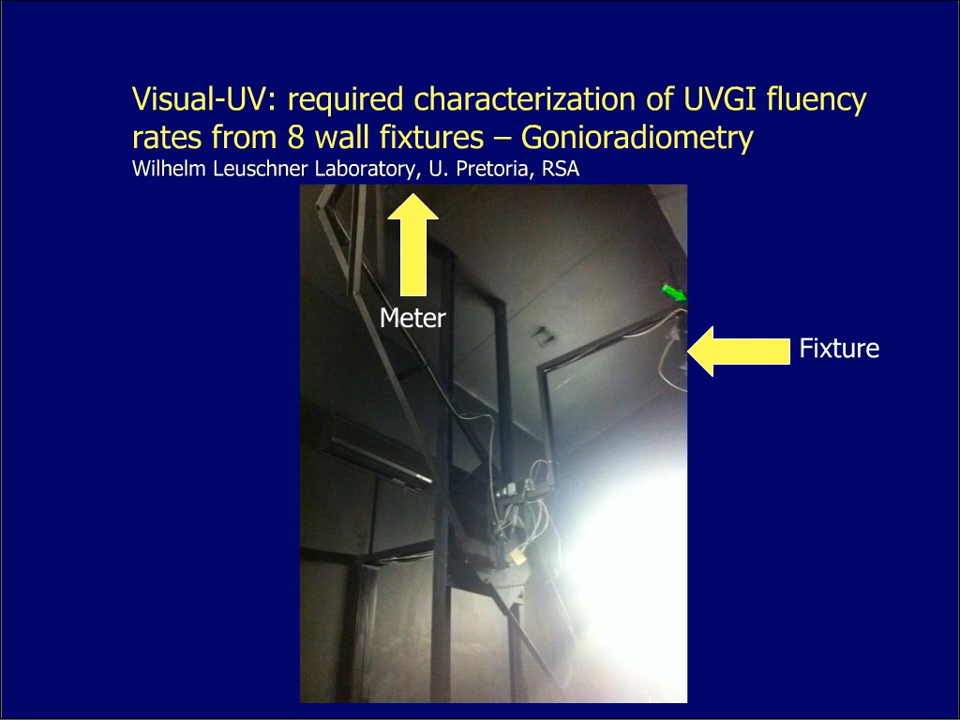 Visual-UV: required characterization of UVGI fluency
rates from 8 wall fixtures – Gonioradiometry
Wilhelm Leuschner Laboratory, U. Pretoria, RSA
Meter
Fixture